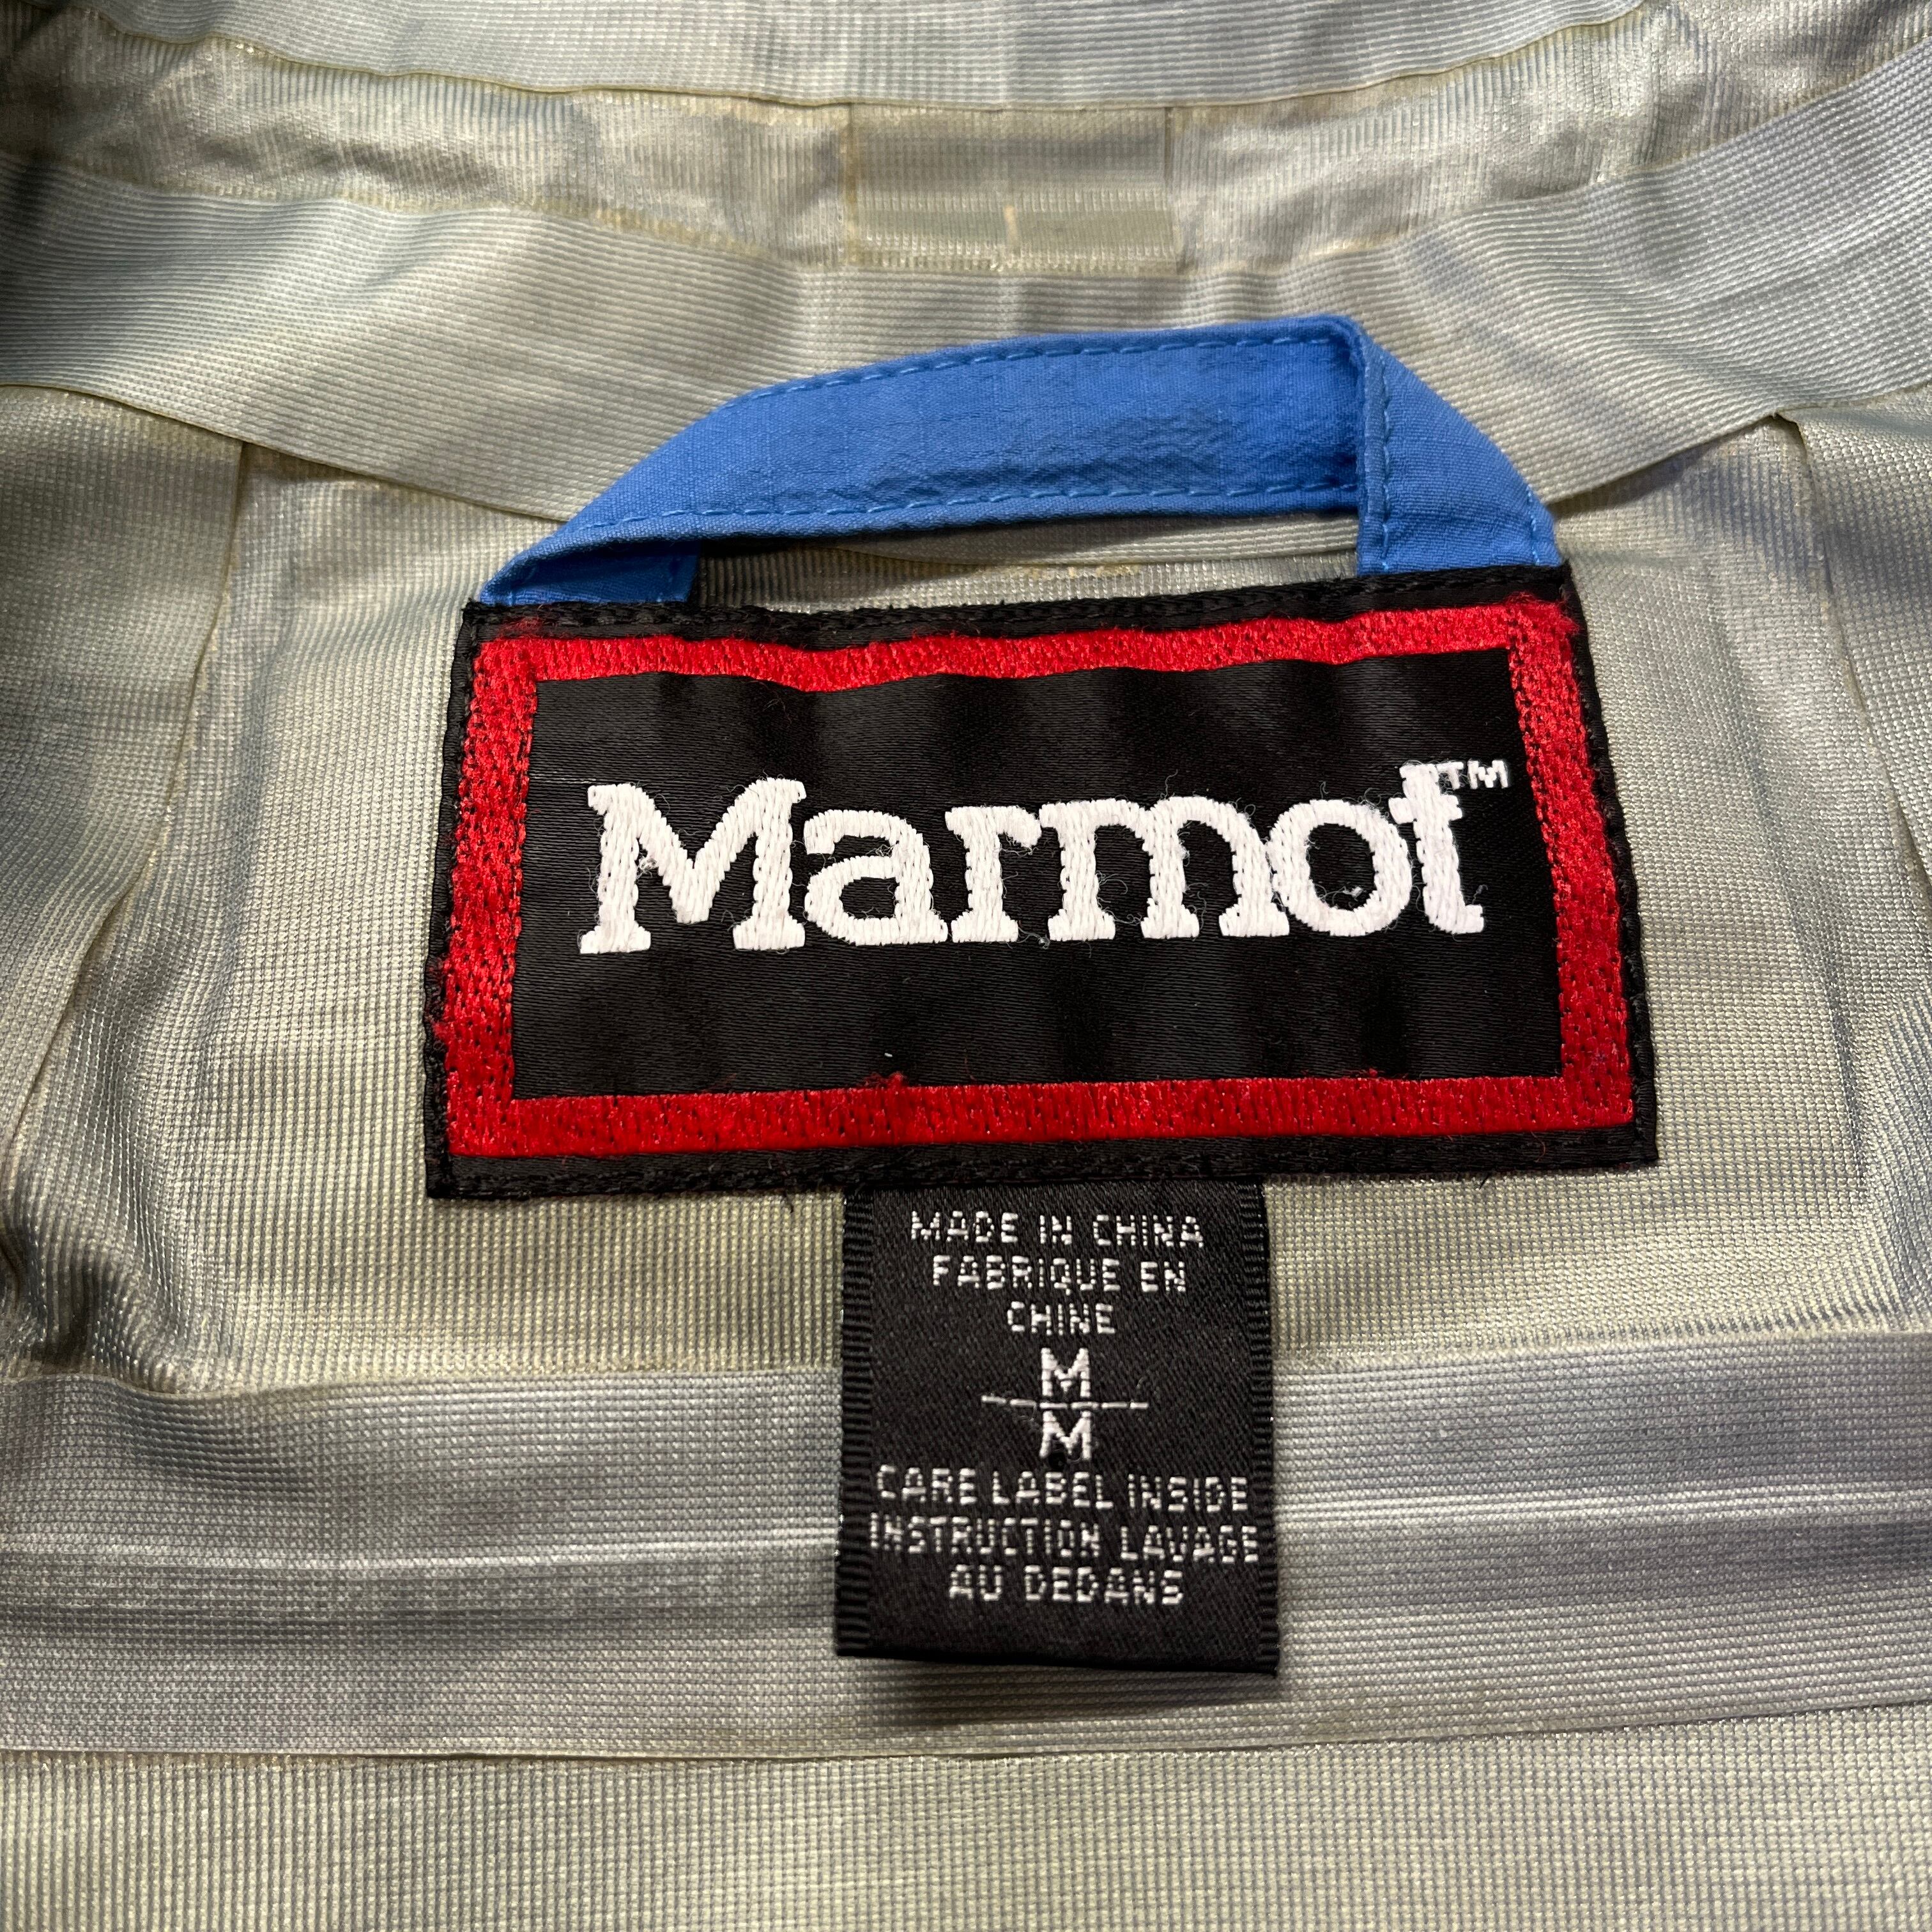 Marmot™
MADE IN CHINA
FABRIQUE EN
CHINE
M
M
CARE LABEL INSIDE
INSTRUCTION LAVAGE
AU DEDANS